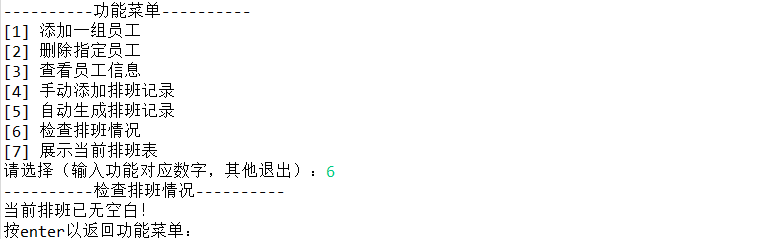 ----------功能菜单----------
[1] 添加一组员工
[2] 删除指定员工
[3] 查看员工信息
[4] 手动添加排班记录
[5] 自动生成排班记录
[6] 检查排班情况
[7] 展示当前排班表
请选择（输入功能对应数字，其他退出）：6
----------检查排班情况----------
当前排班已无空白！
按enter以返回功能菜单：